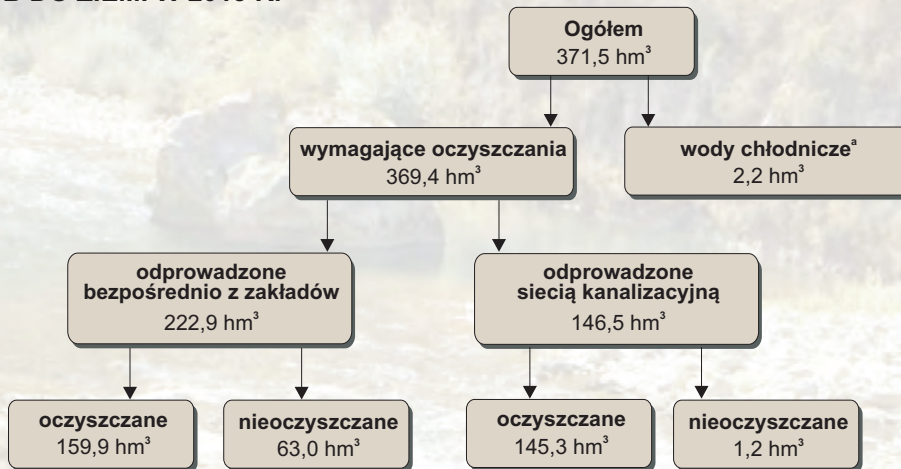 Ogółem
371,5 hm³
wymagające oczyszczania
369,4 hm³
wody chłodniczeᵃ
2,2 hm³
odprowadzone
bezpośrednio z zakładów
222,9 hm³
odprowadzone
siecią kanalizacyjną
146,5 hm³
oczyszczane
159,9 hm³
nieoczyszczane
63,0 hm³
oczyszczane
145,3 hm³
nieoczyszczane
1,2 hm³